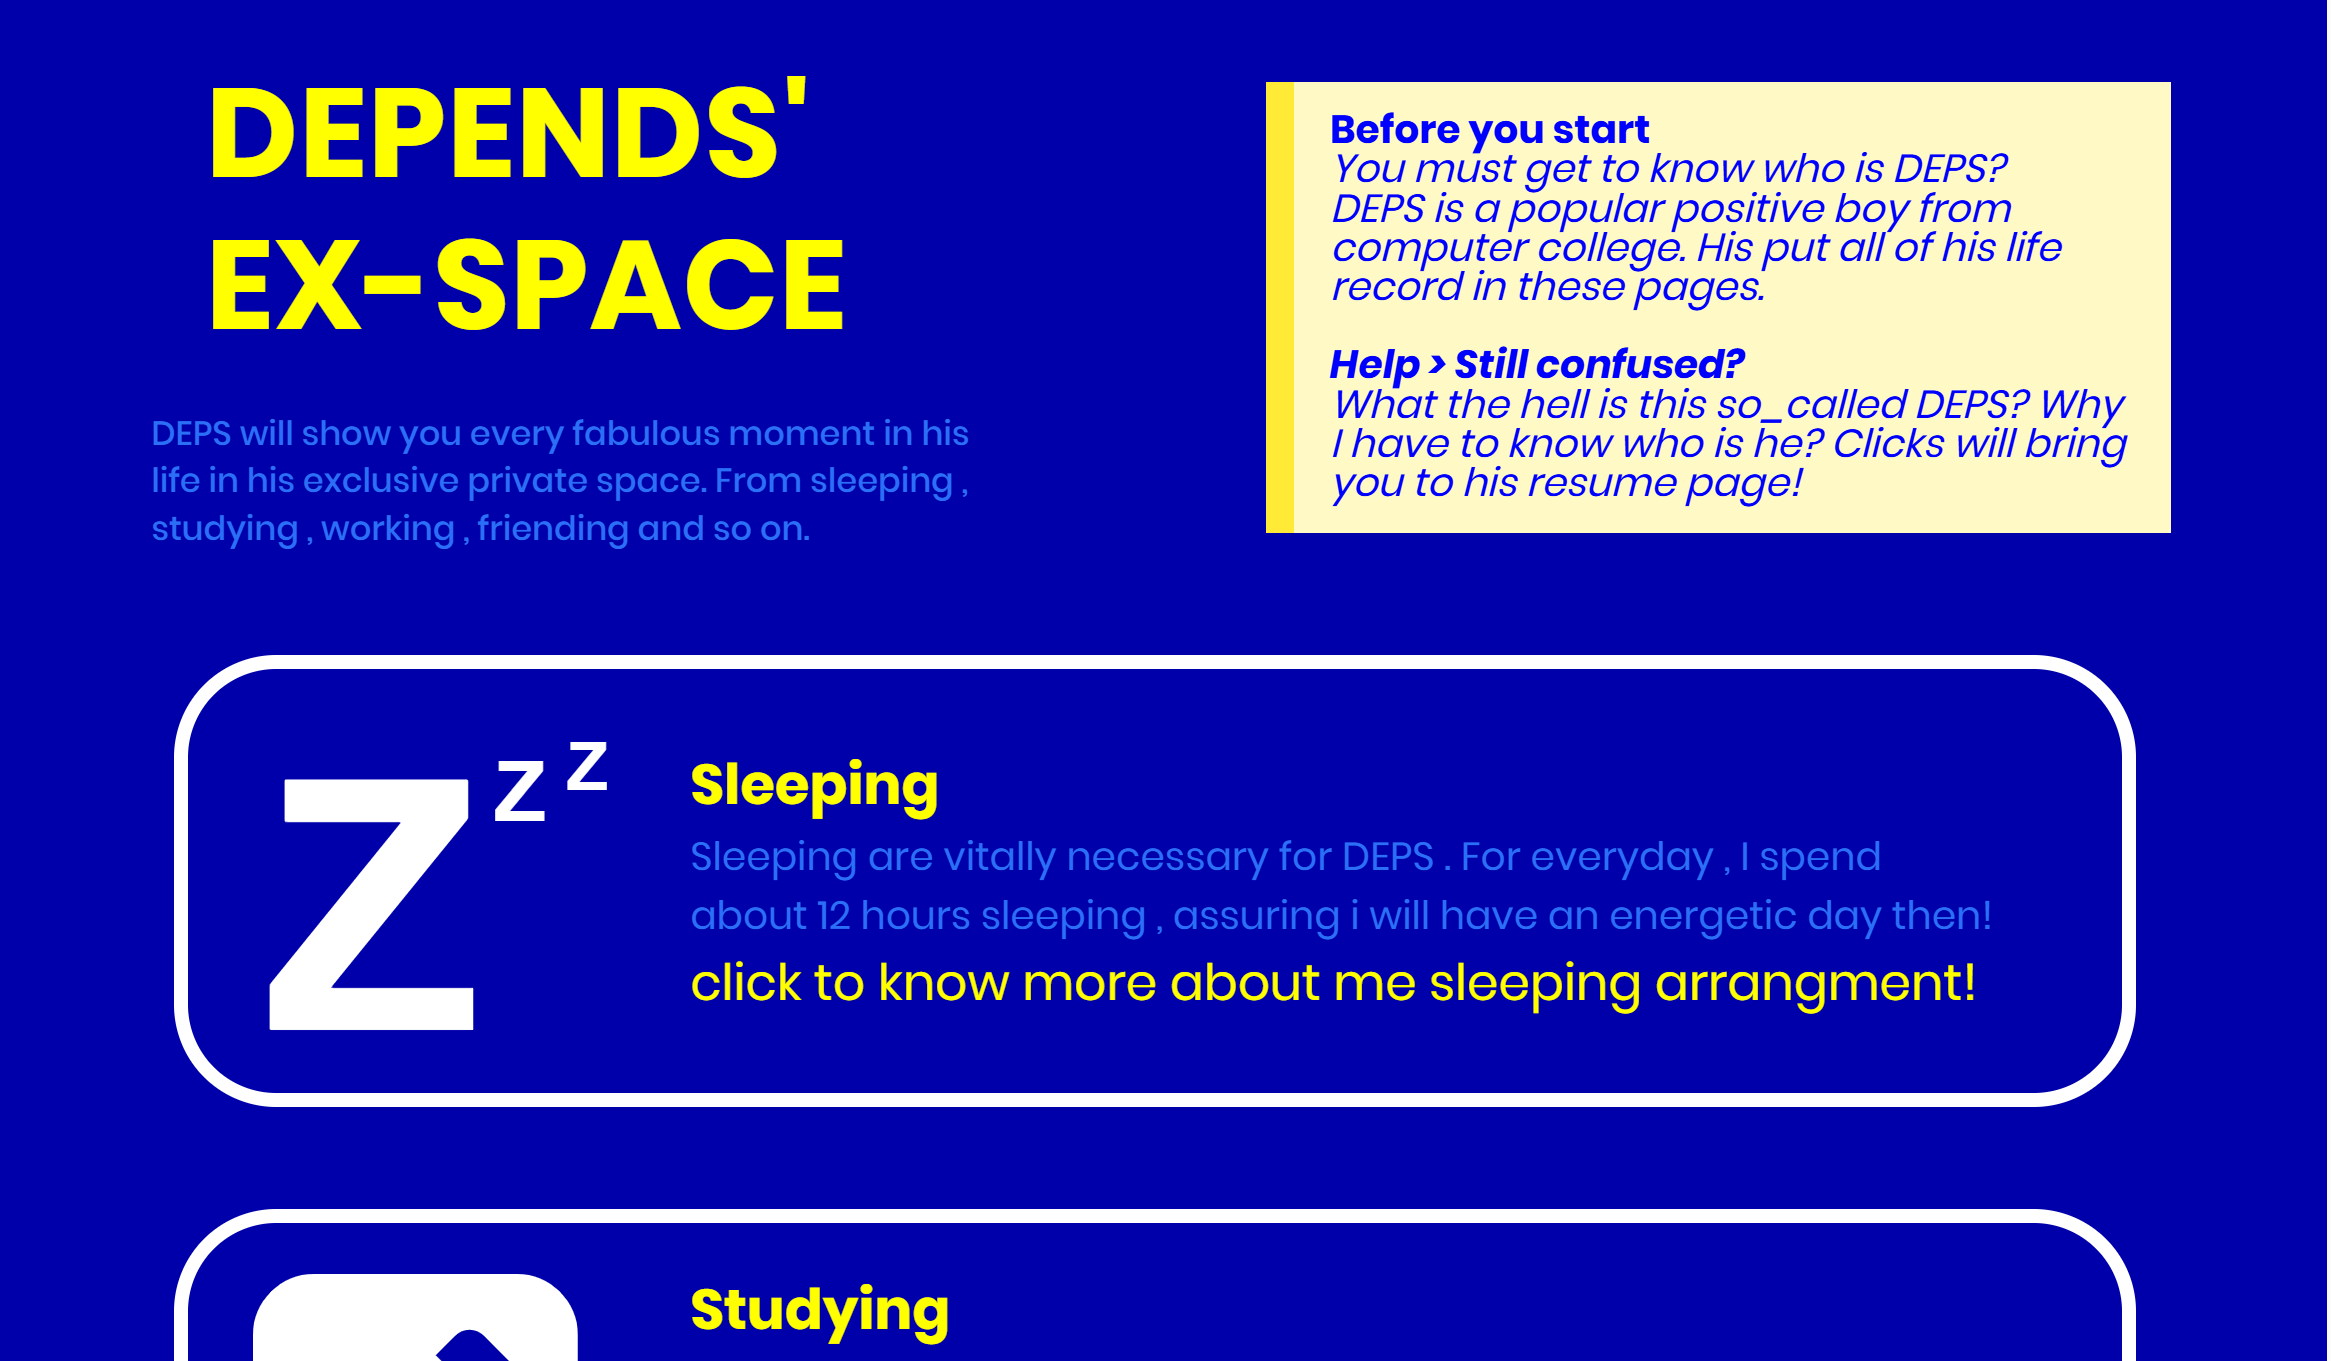 DEPENDS'
EX-SPACE
DEPS will show you every fabulous moment in his
life in his exclusive private space. From sleeping ,
studying , working , friending and so on.
Before you start
You must get to know who is DEPS?
DEPS is a popular positive boy from
computer college. His put all of his life
record in these pages.
Help > Still confused?
What the hell is this so_called DEPS? Why
I have to know who is he? Clicks will bring
you to his resume page!
Z z z
Sleeping
Sleeping are vitally necessary for DEPS . For everyday , I spend
about 12 hours sleeping , assuring i will have an energetic day then!
click to know more about me sleeping arrangment!
Studying